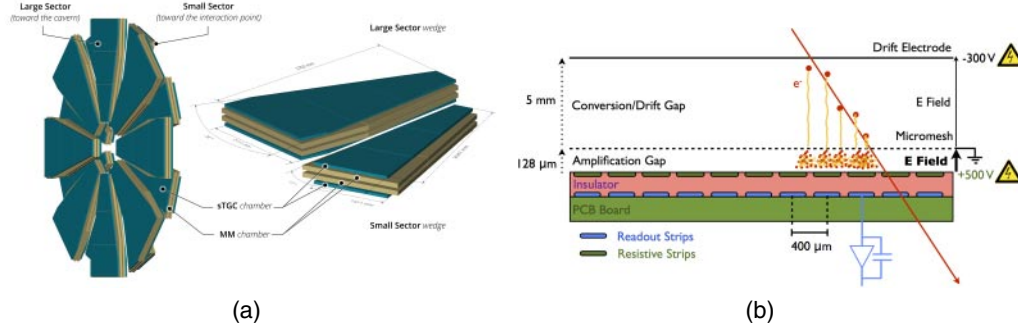 Large Sector
(toward the cavern)
Small Sector
(toward the interaction point)
Large Sector wedge
sTGC chamber
MM chamber
Small Sector wedge
(a)
Drift Electrode
-300 V
5 mm
e-
Conversion/Drift Gap
E Field
Micromesh
128 µm
Amplification Gap
E Field
+500 V
Insulator
PCB Board
Readout Strips
Resistive Strips
400 µm
(b)